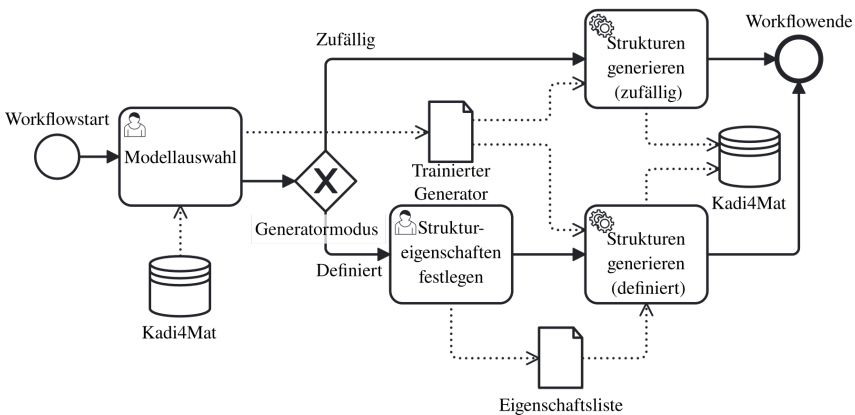 Workflowstart
Modellauswahl
Kadi4Mat
Zufällig
Generatormodus
Definiert
Trainierter
Generator
Struktur-
eigenschaften
festlegen
Eigenschaftsliste
Strukturen
generieren
(zufällig)
Strukturen
generieren
(definiert)
Kadi4Mat
Workflowende